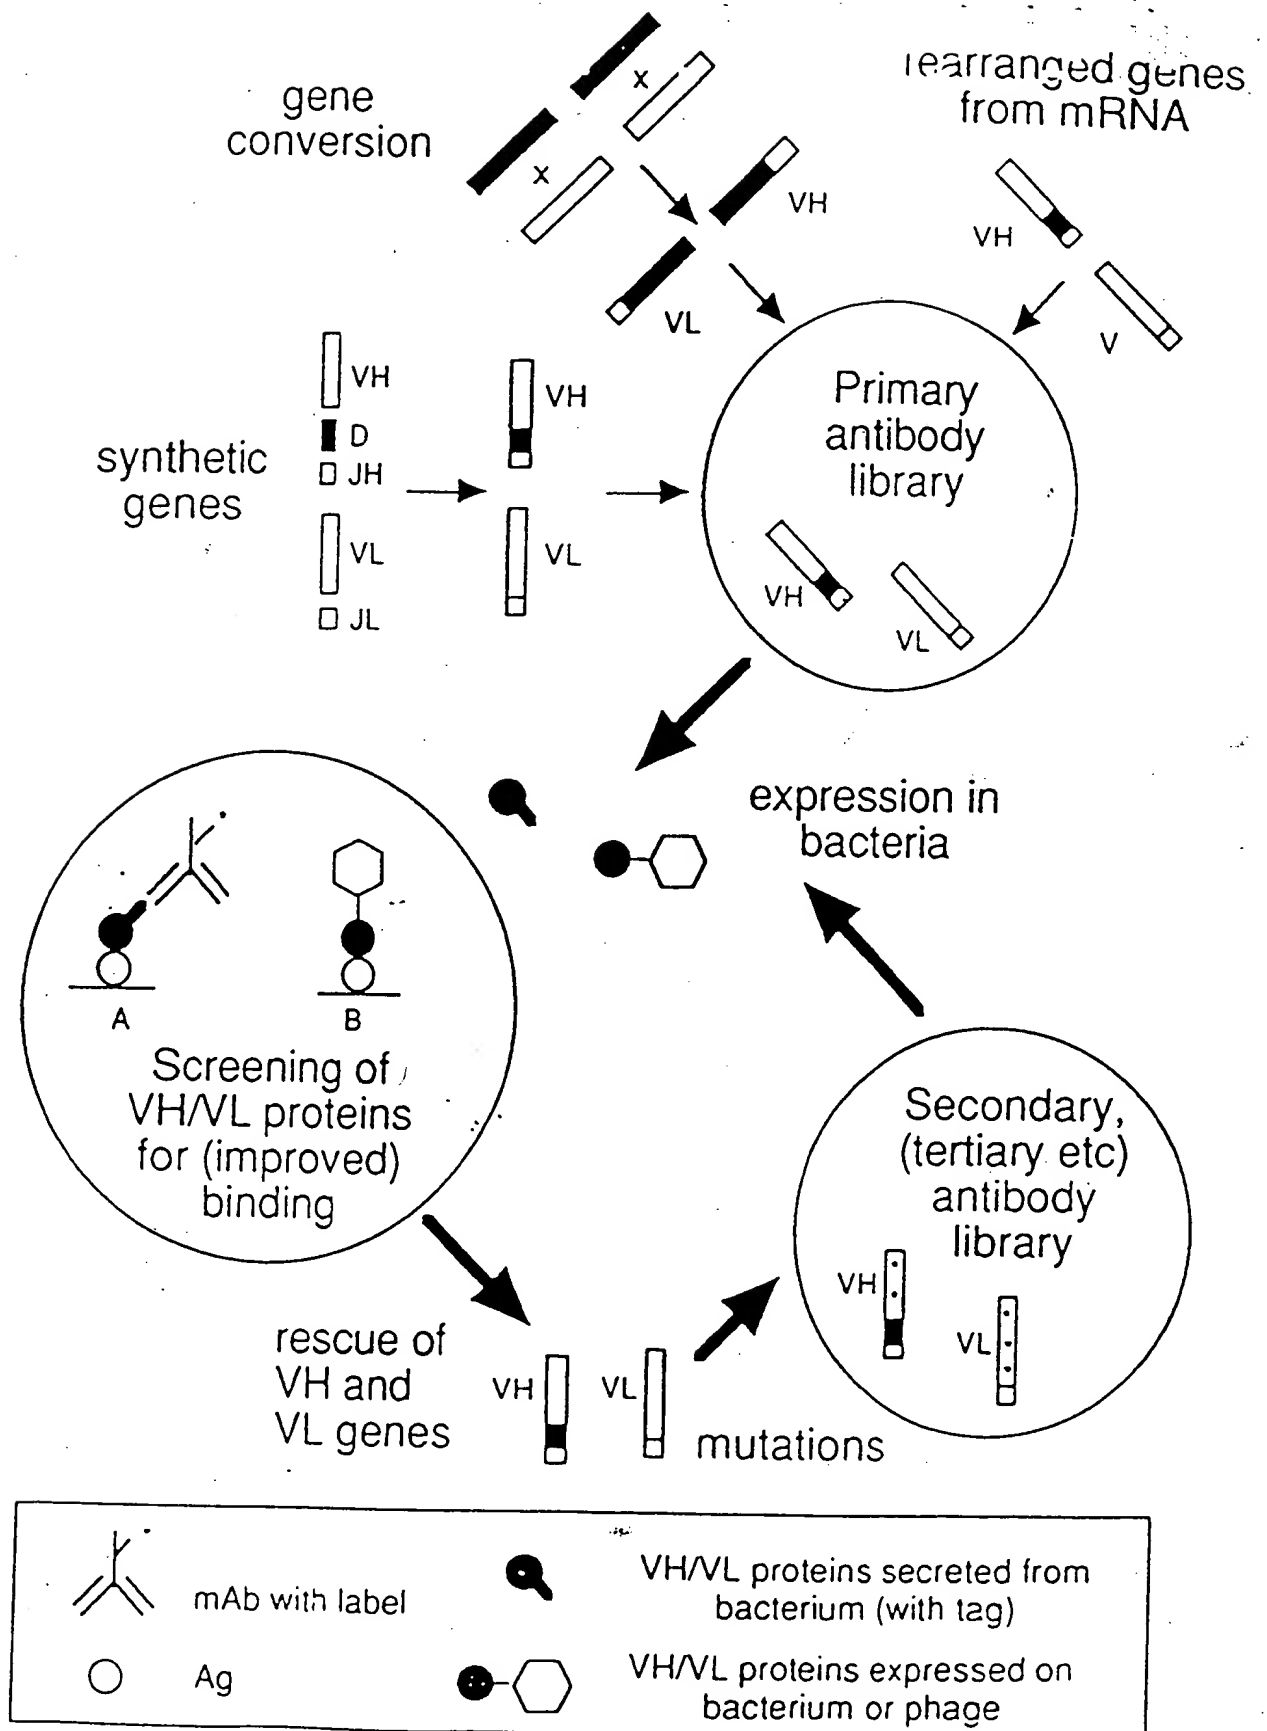 gene
conversion
x
x
VH
VL
rearranged genes
from mRNA
VH
V
synthetic
genes
VH
D
JH
VL
JL
VH
VL
Primary
antibody
library
VH
VL
expression in
bacteria
A
B
Screening of
VH/VL proteins
for (improved)
binding
Secondary,
(tertiary etc)
antibody
library
VH
VL
rescue of
VH and
VL genes
VH
VL
mutations
mAb with label
VH/VL proteins secreted from
bacterium (with tag)
Ag
VH/VL proteins expressed on
bacterium or phage